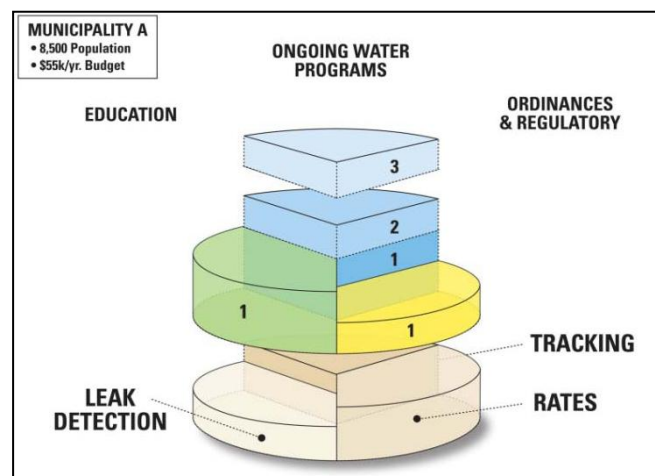 MUNICIPALITY A
• 8,500 Population
• $55k/yr. Budget
ONGOING WATER
PROGRAMS
EDUCATION
ORDINANCES
& REGULATORY
3
2
1
1
1
TRACKING
LEAK
DETECTION
RATES